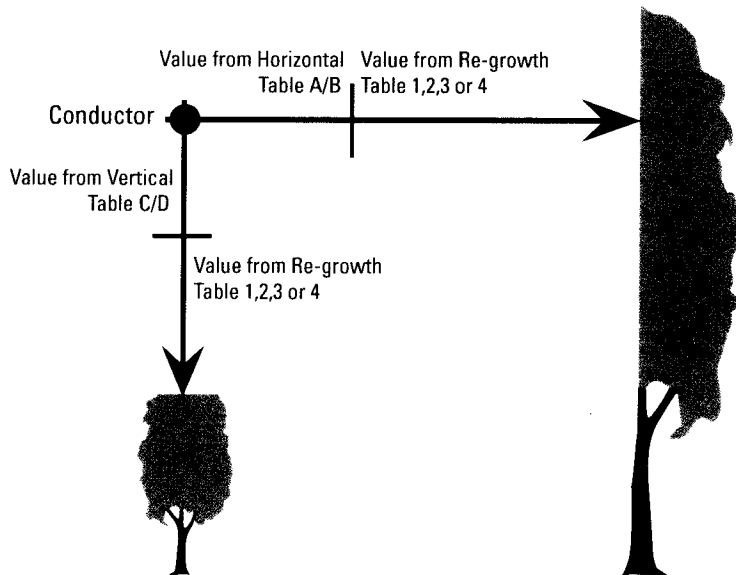 Value from Horizontal
Table A/B
Value from Re-growth
Table 1,2,3 or 4
Conductor
Value from Vertical
Table C/D
Value from Re-growth
Table 1,2,3 or 4